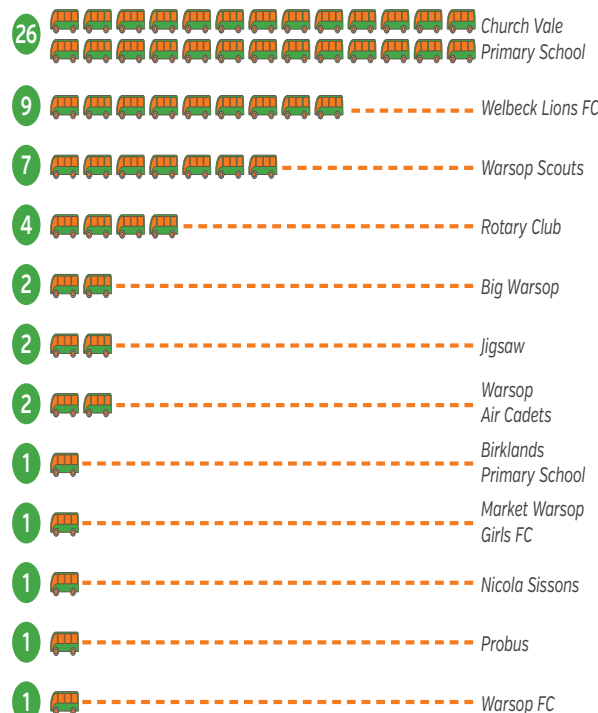 26 Church Vale
Primary School
9 Welbeck Lions FC
7 Warsop Scouts
4 Rotary Club
2 Big Warsop
2 Jigsaw
2 Warsop
Air Cadets
1 Birklands
Primary School
1 Market Warsop
Girls FC
1 Nicola Sissons
1 Probus
1 Warsop FC